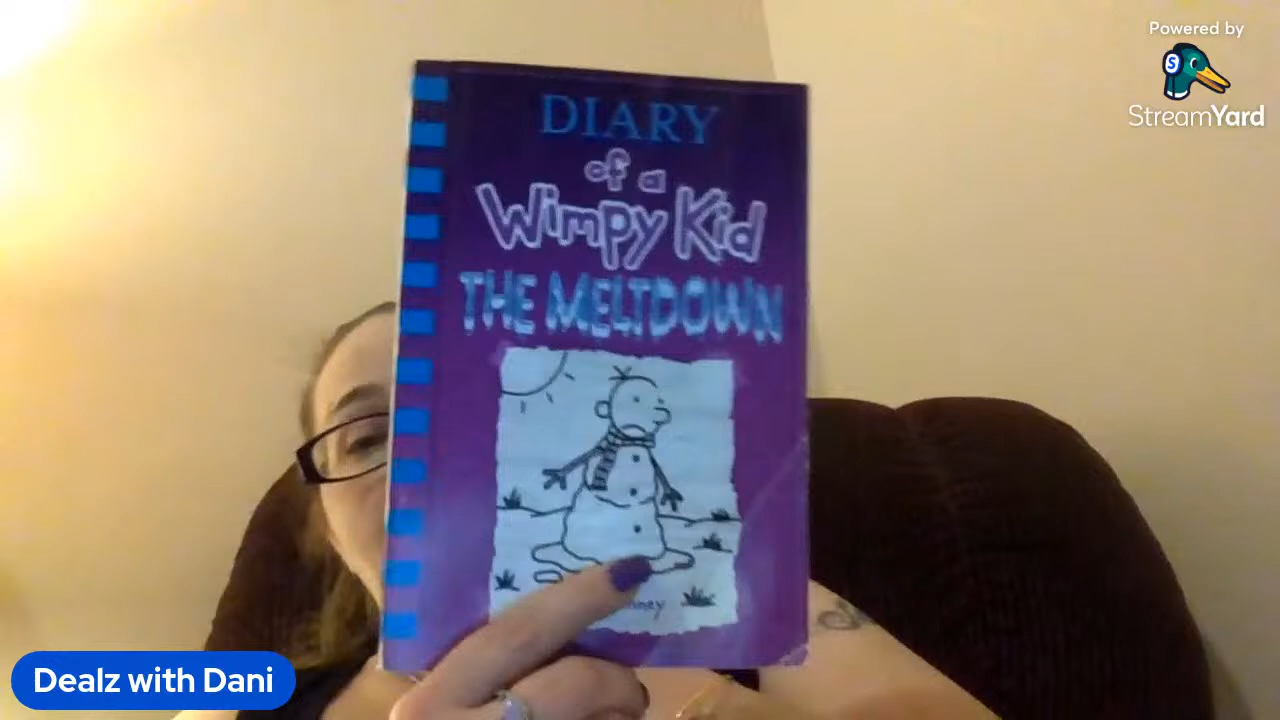 Powered by
StreamYard
DIARY
of a
Wimpy Kid
THE MELTDOWN
Dealz with Dani